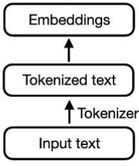 Embeddings
Tokenized text
Tokenizer
Input text